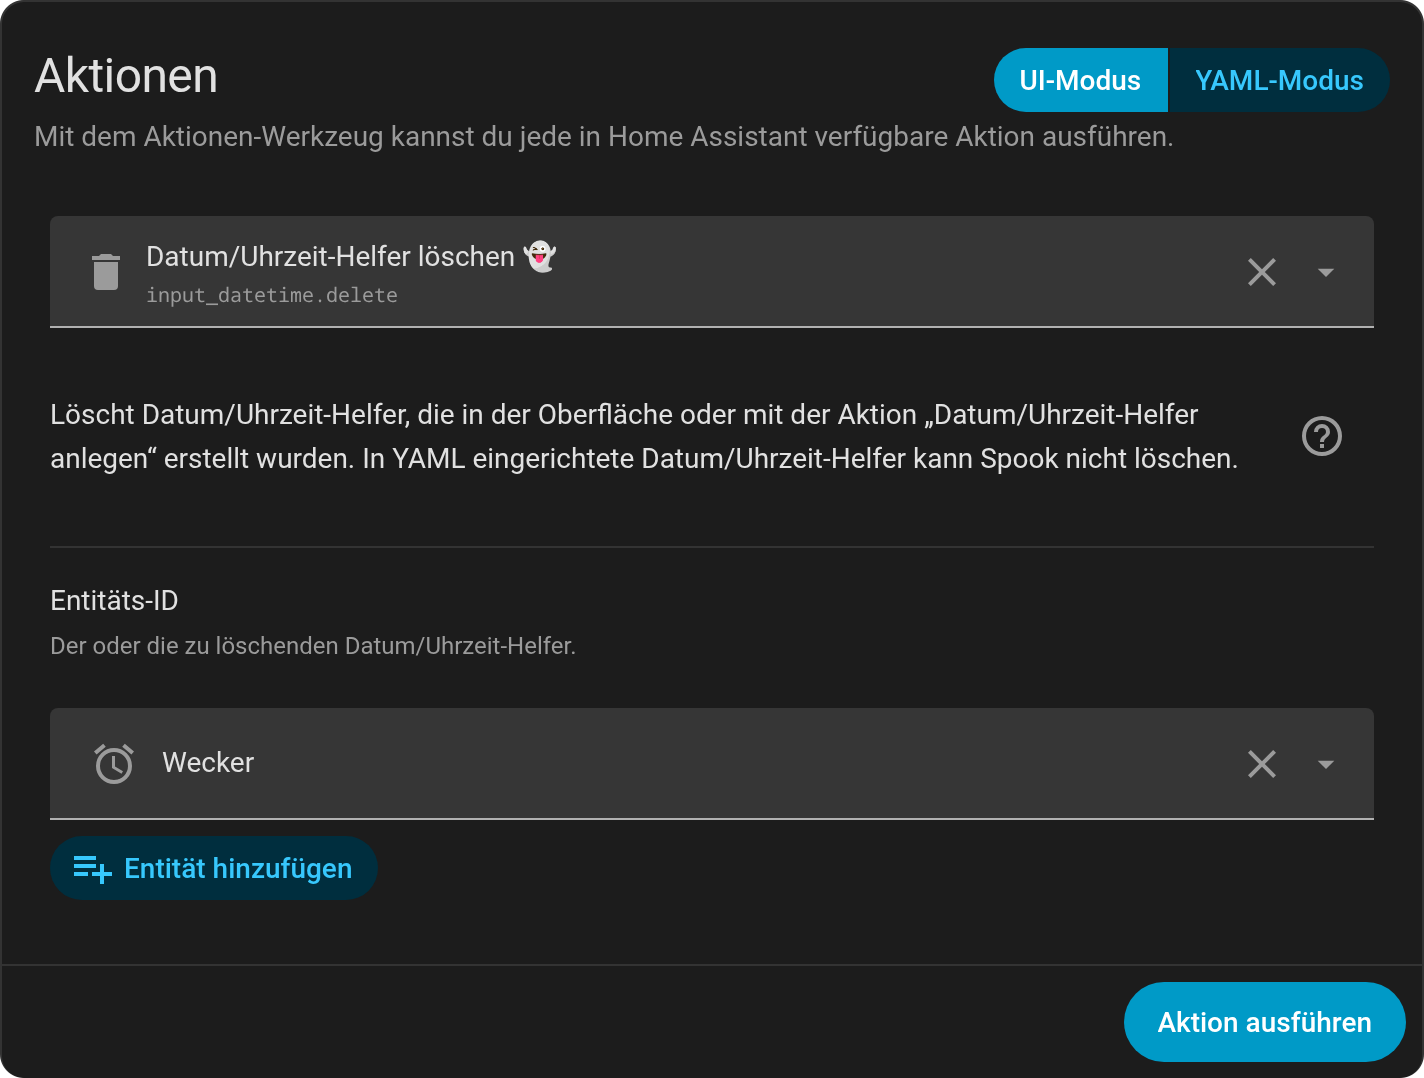 Aktionen
UI-Modus
YAML-Modus
Mit dem Aktionen-Werkzeug kannst du jede in Home Assistant verfügbare Aktion ausführen.
Datum/Uhrzeit-Helfer löschen 👻
input_datetime.delete
Löscht Datum/Uhrzeit-Helfer, die in der Oberfläche oder mit der Aktion „Datum/Uhrzeit-Helfer
anlegen“ erstellt wurden. In YAML eingerichtete Datum/Uhrzeit-Helfer kann Spook nicht löschen.
Entitäts-ID
Der oder die zu löschenden Datum/Uhrzeit-Helfer.
Wecker
Entität hinzufügen
Aktion ausführen